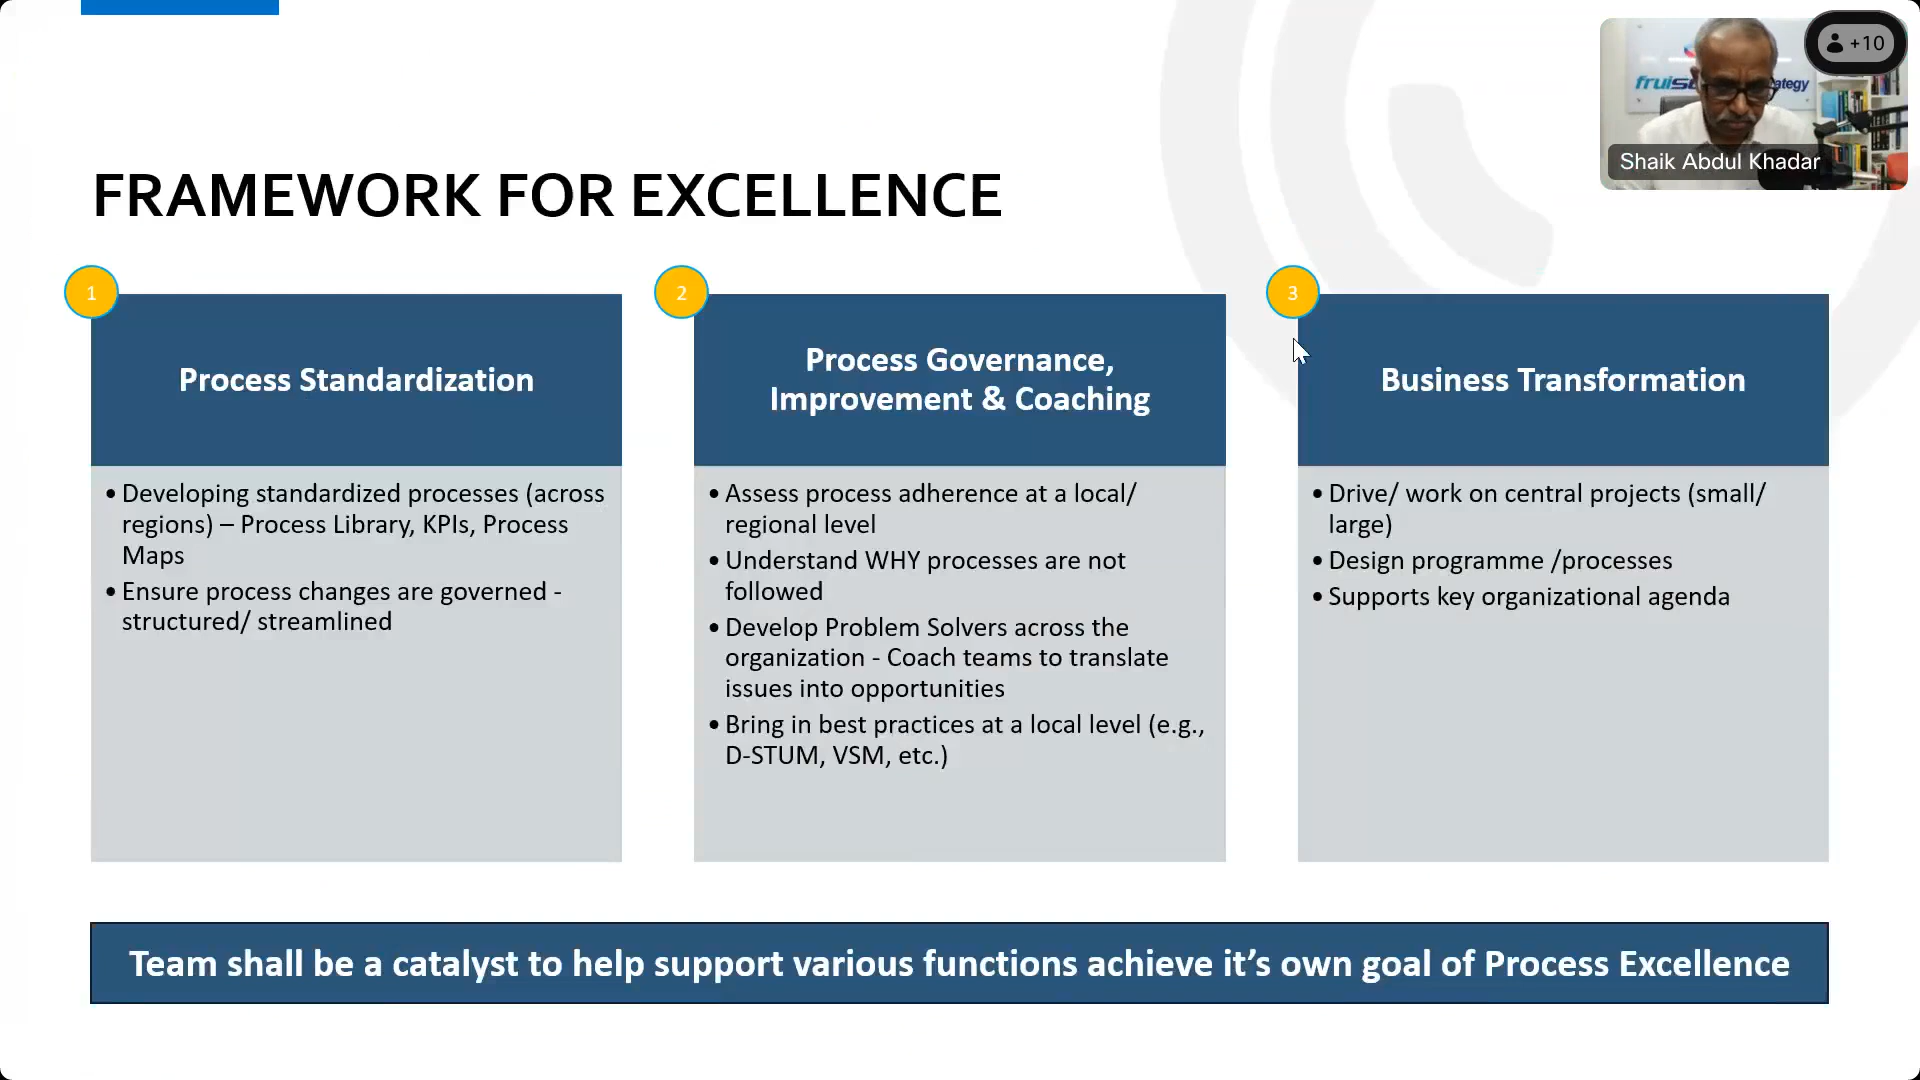 +10
fruis
ategy
Shaik Abdul Khadar
FRAMEWORK FOR EXCELLENCE
1
Process Standardization
• Developing standardized processes (across
regions) – Process Library, KPIs, Process
Maps
• Ensure process changes are governed -
structured/ streamlined
2
Process Governance,
Improvement & Coaching
• Assess process adherence at a local/
regional level
• Understand WHY processes are not
followed
• Develop Problem Solvers across the
organization - Coach teams to translate
issues into opportunities
• Bring in best practices at a local level (e.g.,
D-STUM, VSM, etc.)
3
Business Transformation
• Drive/ work on central projects (small/
large)
• Design programme /processes
• Supports key organizational agenda
Team shall be a catalyst to help support various functions achieve it’s own goal of Process Excellence